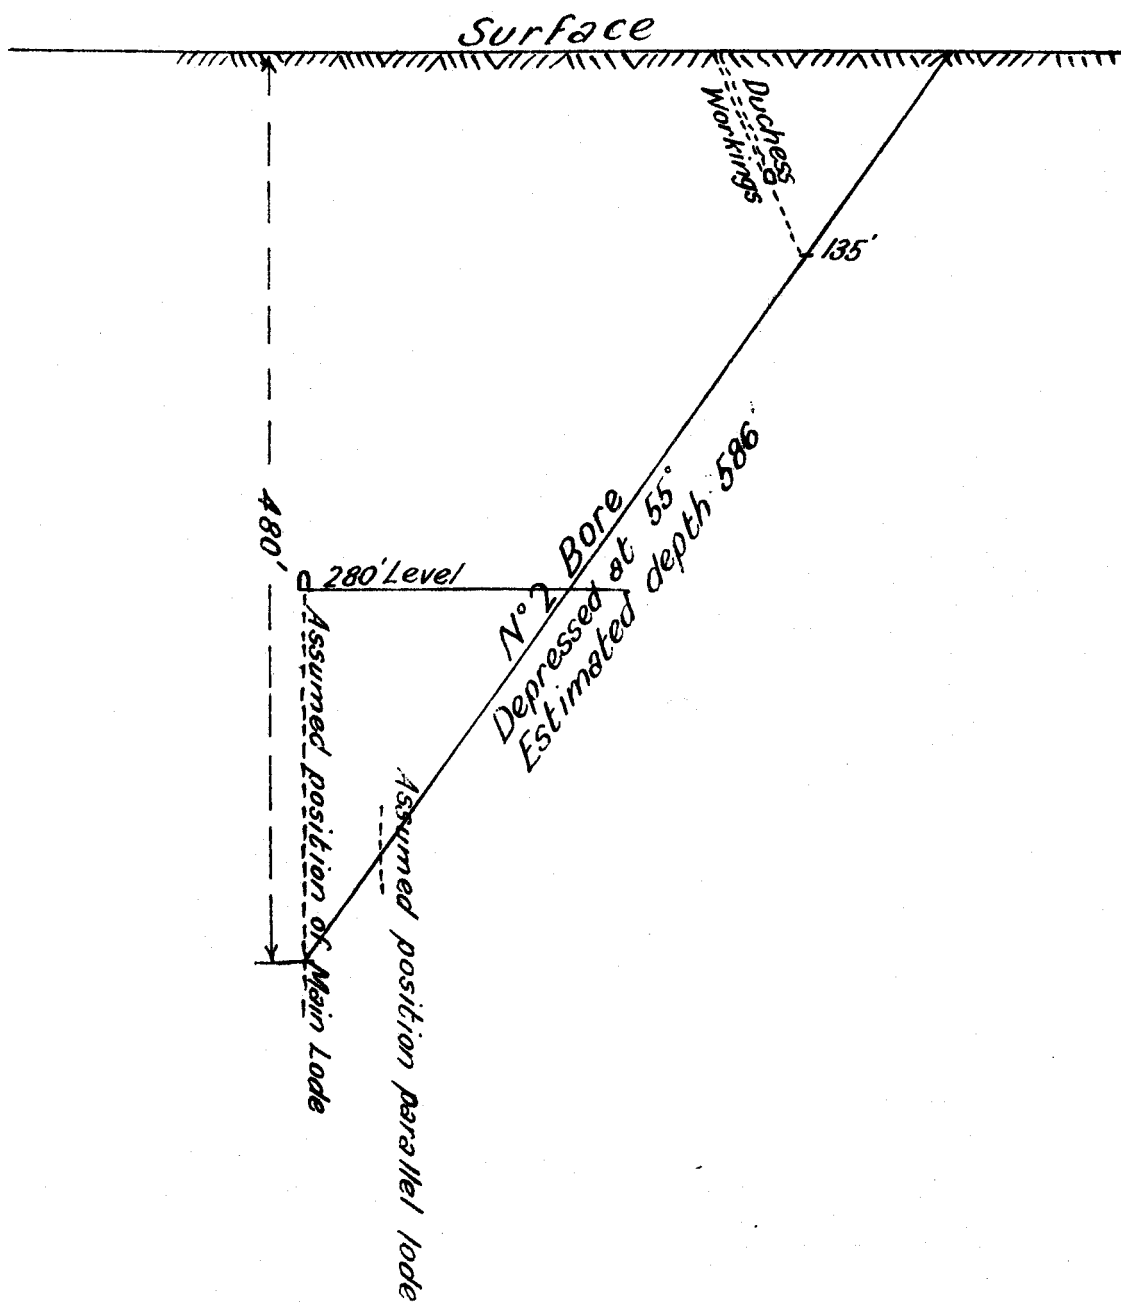 Surface
Duchess
Workings
135'
480'
280' Level
N° 2 Bore
Depressed at 55°
Estimated depth 586'
Assumed position of Main Lode
Assumed position parallel lode